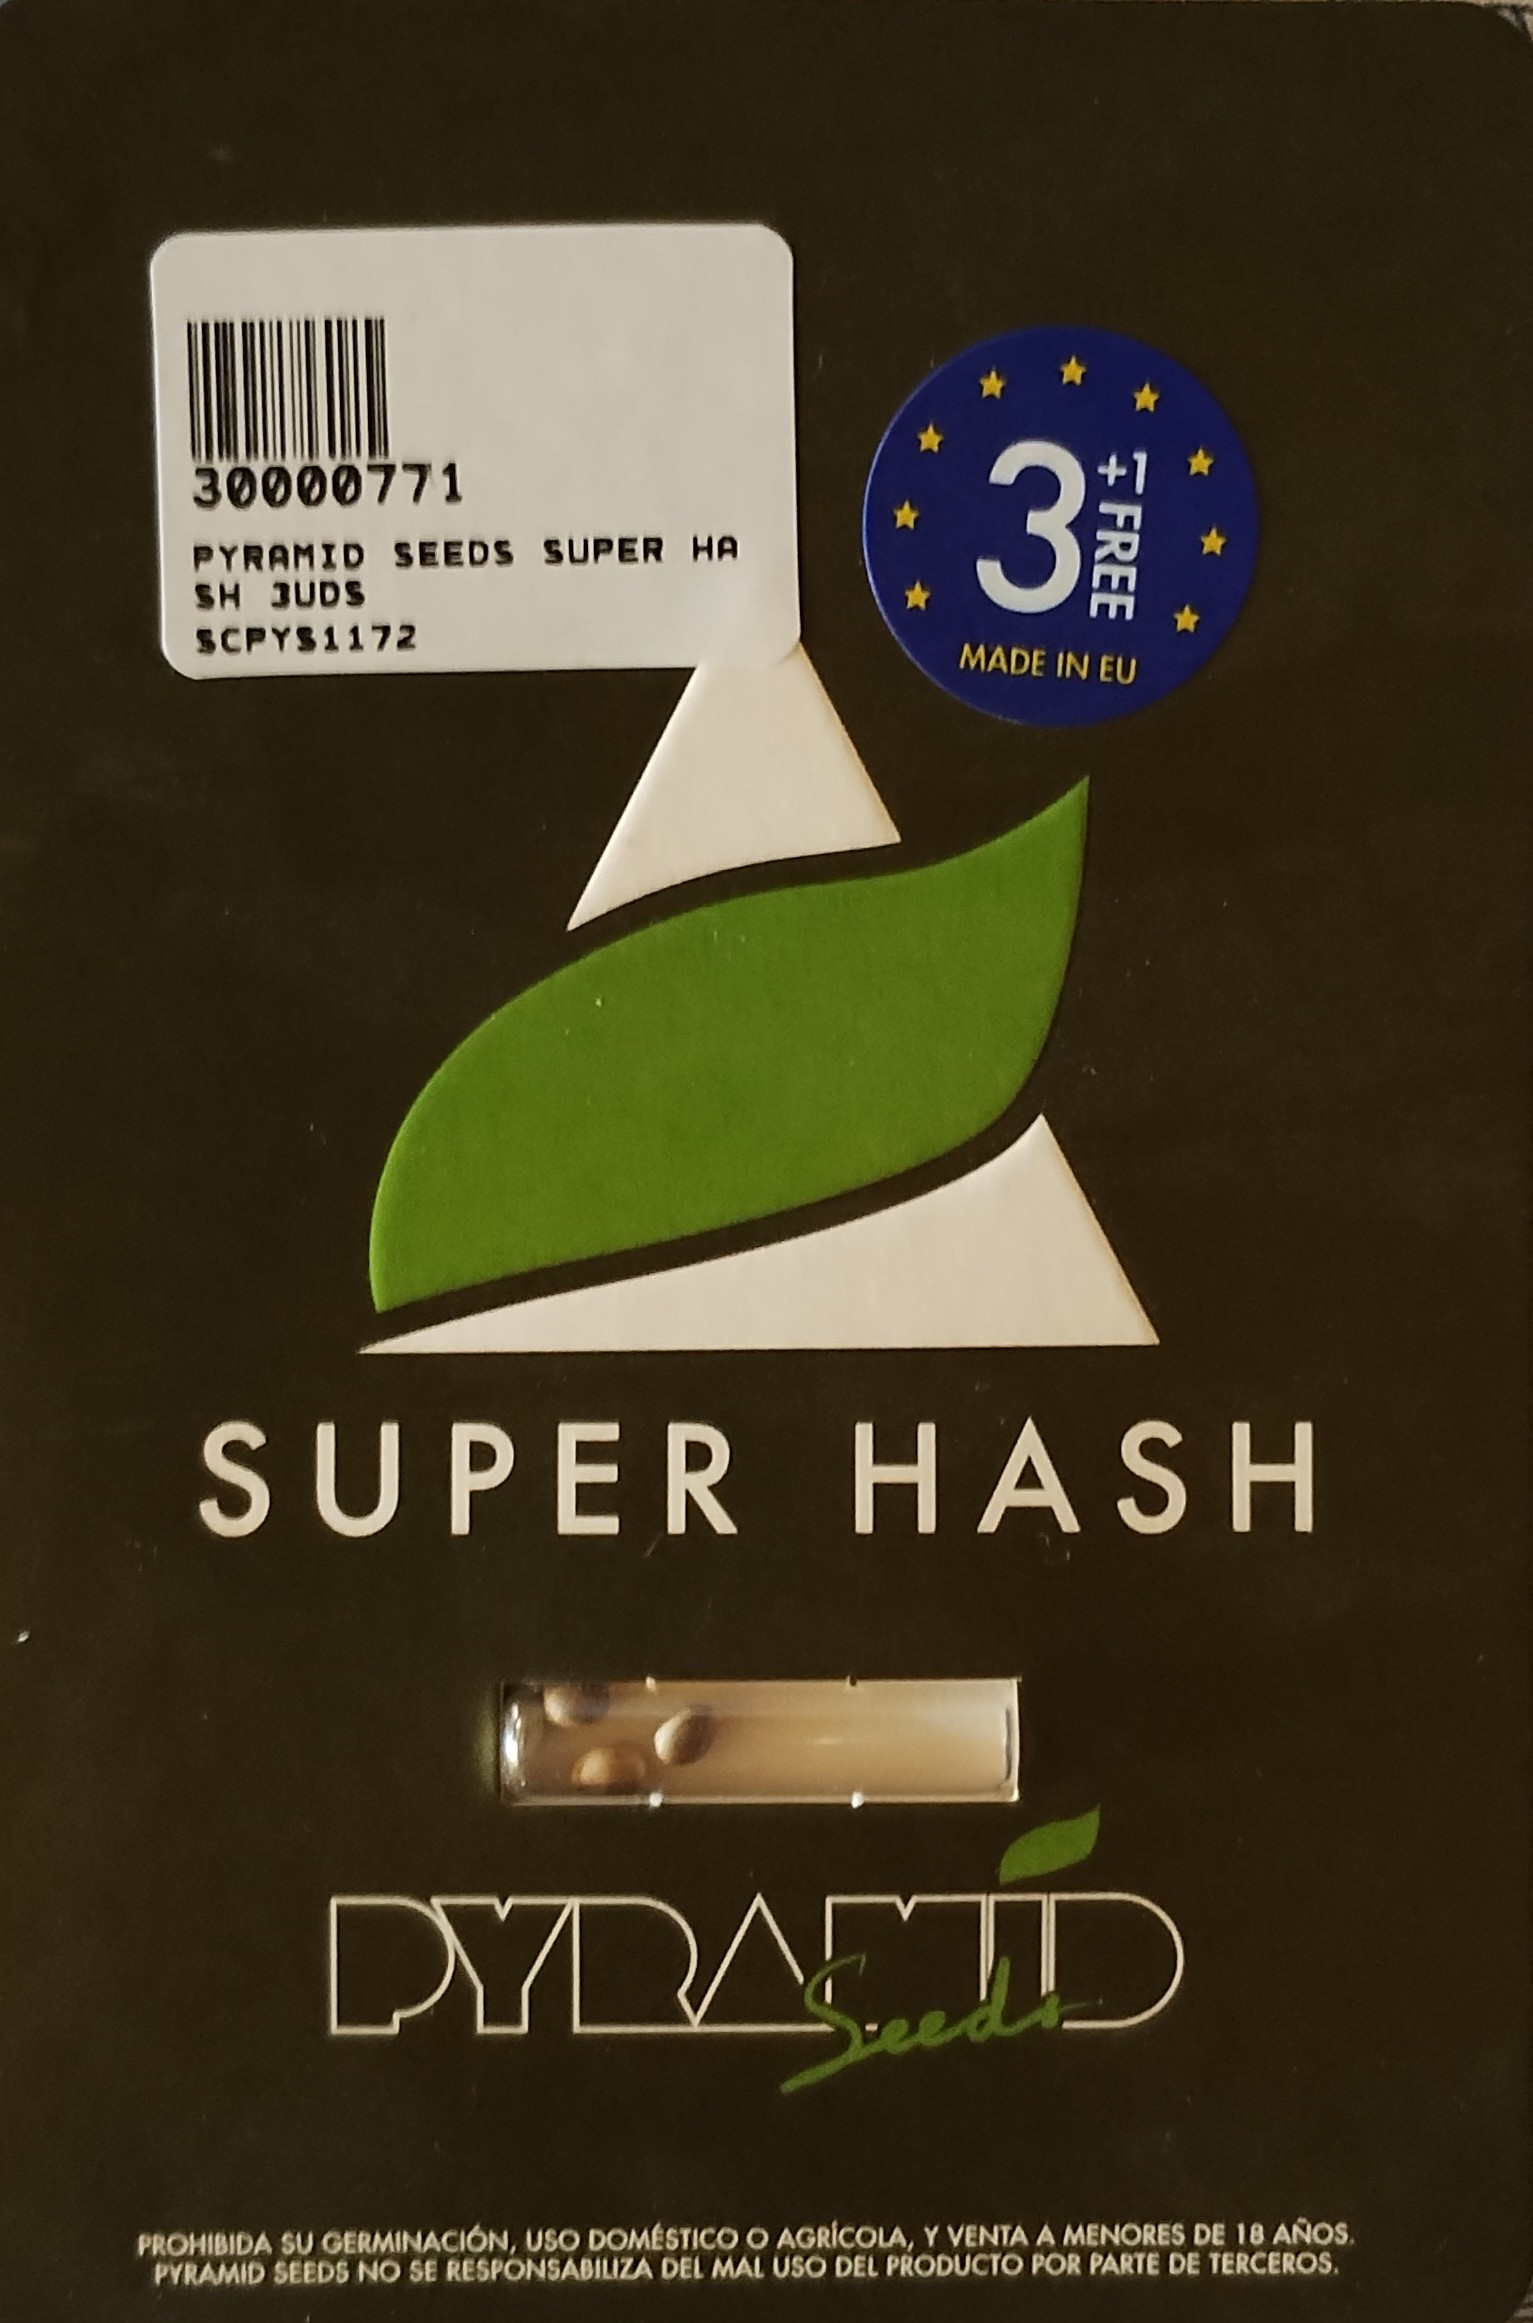 30000771
PYRAMID SEEDS SUPER HA
SH 3UDS
SCPYS1172
3
+1 FREE
MADE IN EU
SUPER HASH
PYRAMID
Seeds
PROHIBIDA SU GERMINACIÓN, USO DOMÉSTICO O AGRÍCOLA, Y VENTA A MENORES DE 18 AÑOS.
PYRAMID SEEDS NO SE RESPONSABILIZA DEL MAL USO DEL PRODUCTO POR PARTE DE TERCEROS.